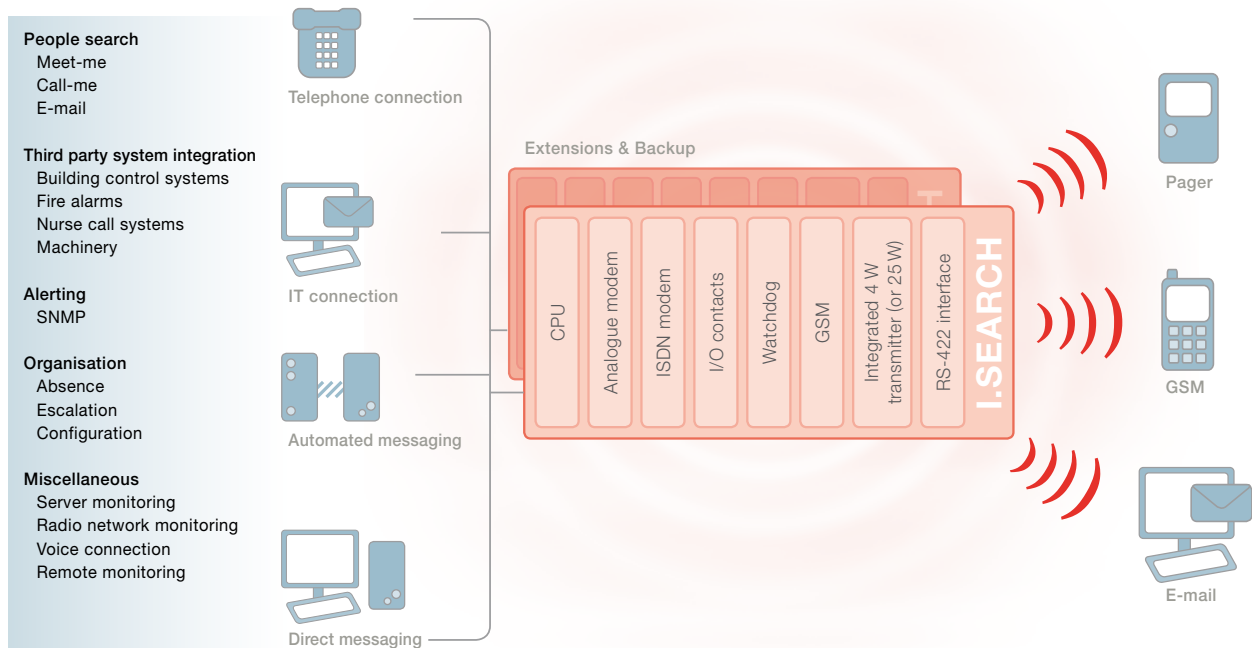 People search
Meet-me
Call-me
E-mail
Third party system integration
Building control systems
Fire alarms
Nurse call systems
Machinery
Alerting
SNMP
Organisation
Absence
Escalation
Configuration
Miscellaneous
Server monitoring
Radio network monitoring
Voice connection
Remote monitoring
Telephone connection
IT connection
Automated messaging
Direct messaging
Extensions & Backup
CPU
Analogue modem
ISDN modem
I/O contacts
Watchdog
GSM
Integrated 4 W
transmitter (or 25 W)
RS-422 interface
I.SEARCH
Pager
GSM
E-mail